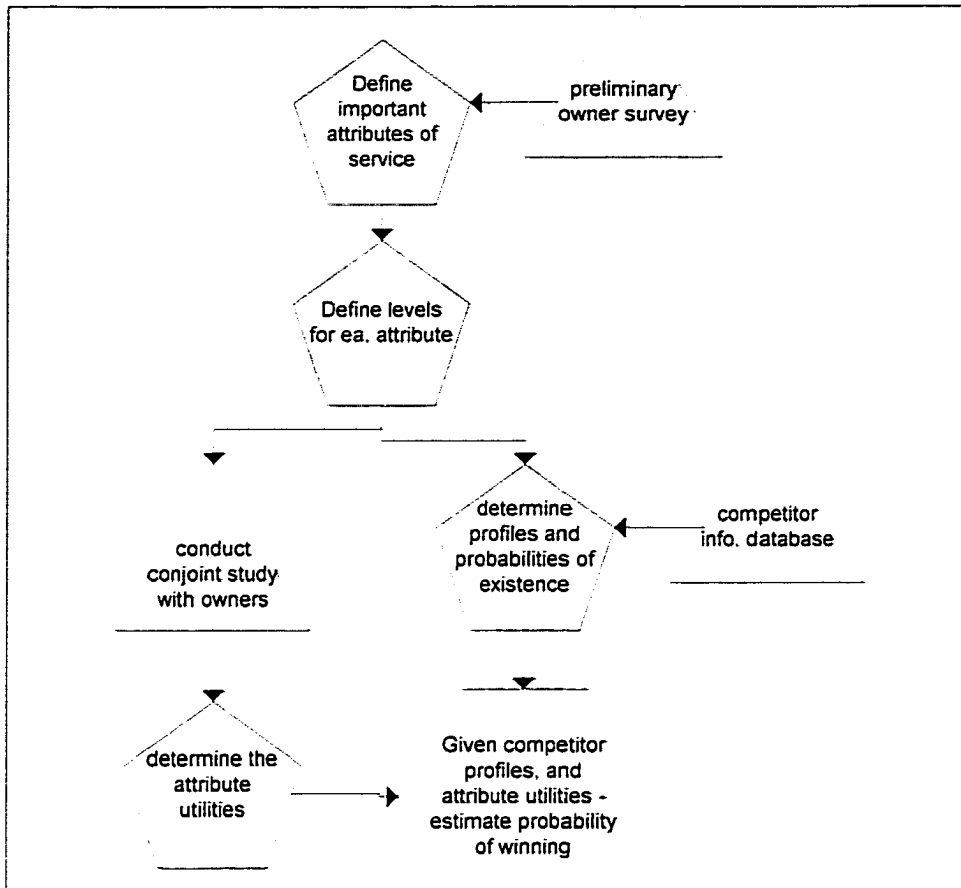 Define
important
attributes of
service
preliminary
owner survey
Define levels
for ea. attribute
conduct
conjoint study
with owners
determine
profiles and
probabilities of
existence
competitor
info. database
determine the
attribute
utilities
Given competitor
profiles, and
attribute utilities -
estimate probability
of winning